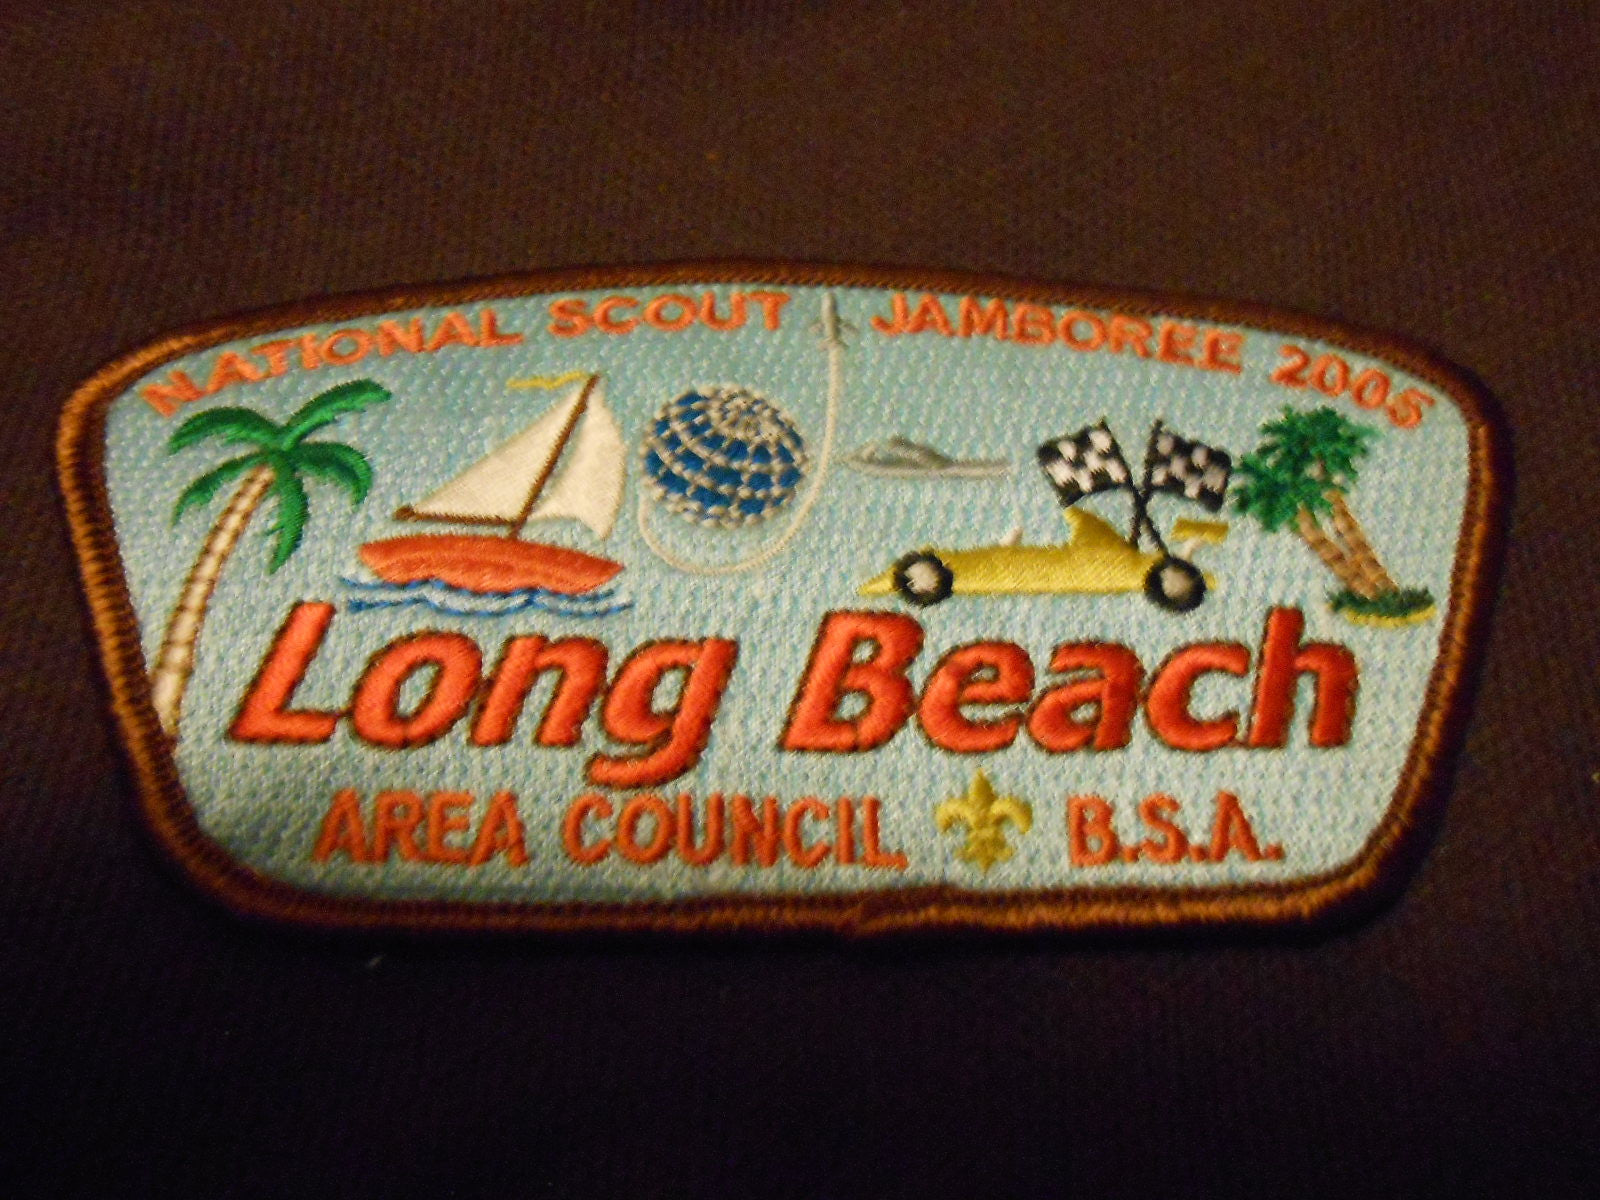 NATIONAL SCOUT JAMBOREE 2005
Long Beach
AREA COUNCIL B.S.A.